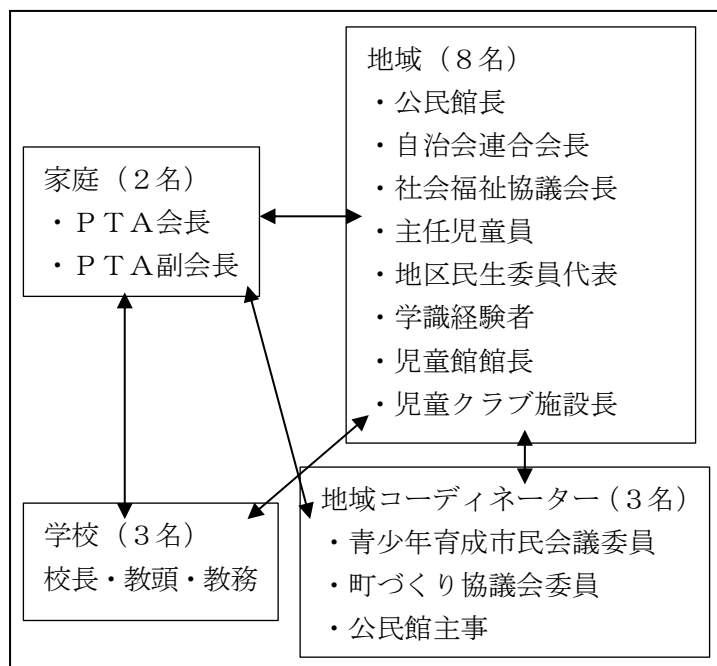 地域（８名）
・公民館長
・自治会連合会長
・社会福祉協議会長
・主任児童員
・地区民生委員代表
・学識経験者
・児童館館長
・児童クラブ施設長
家庭（２名）
・ＰＴＡ会長
・ＰＴＡ副会長
学校（３名）
校長・教頭・教務
地域コーディネーター（３名）
・青少年育成市民会議委員
・町づくり協議会委員
・公民館主事